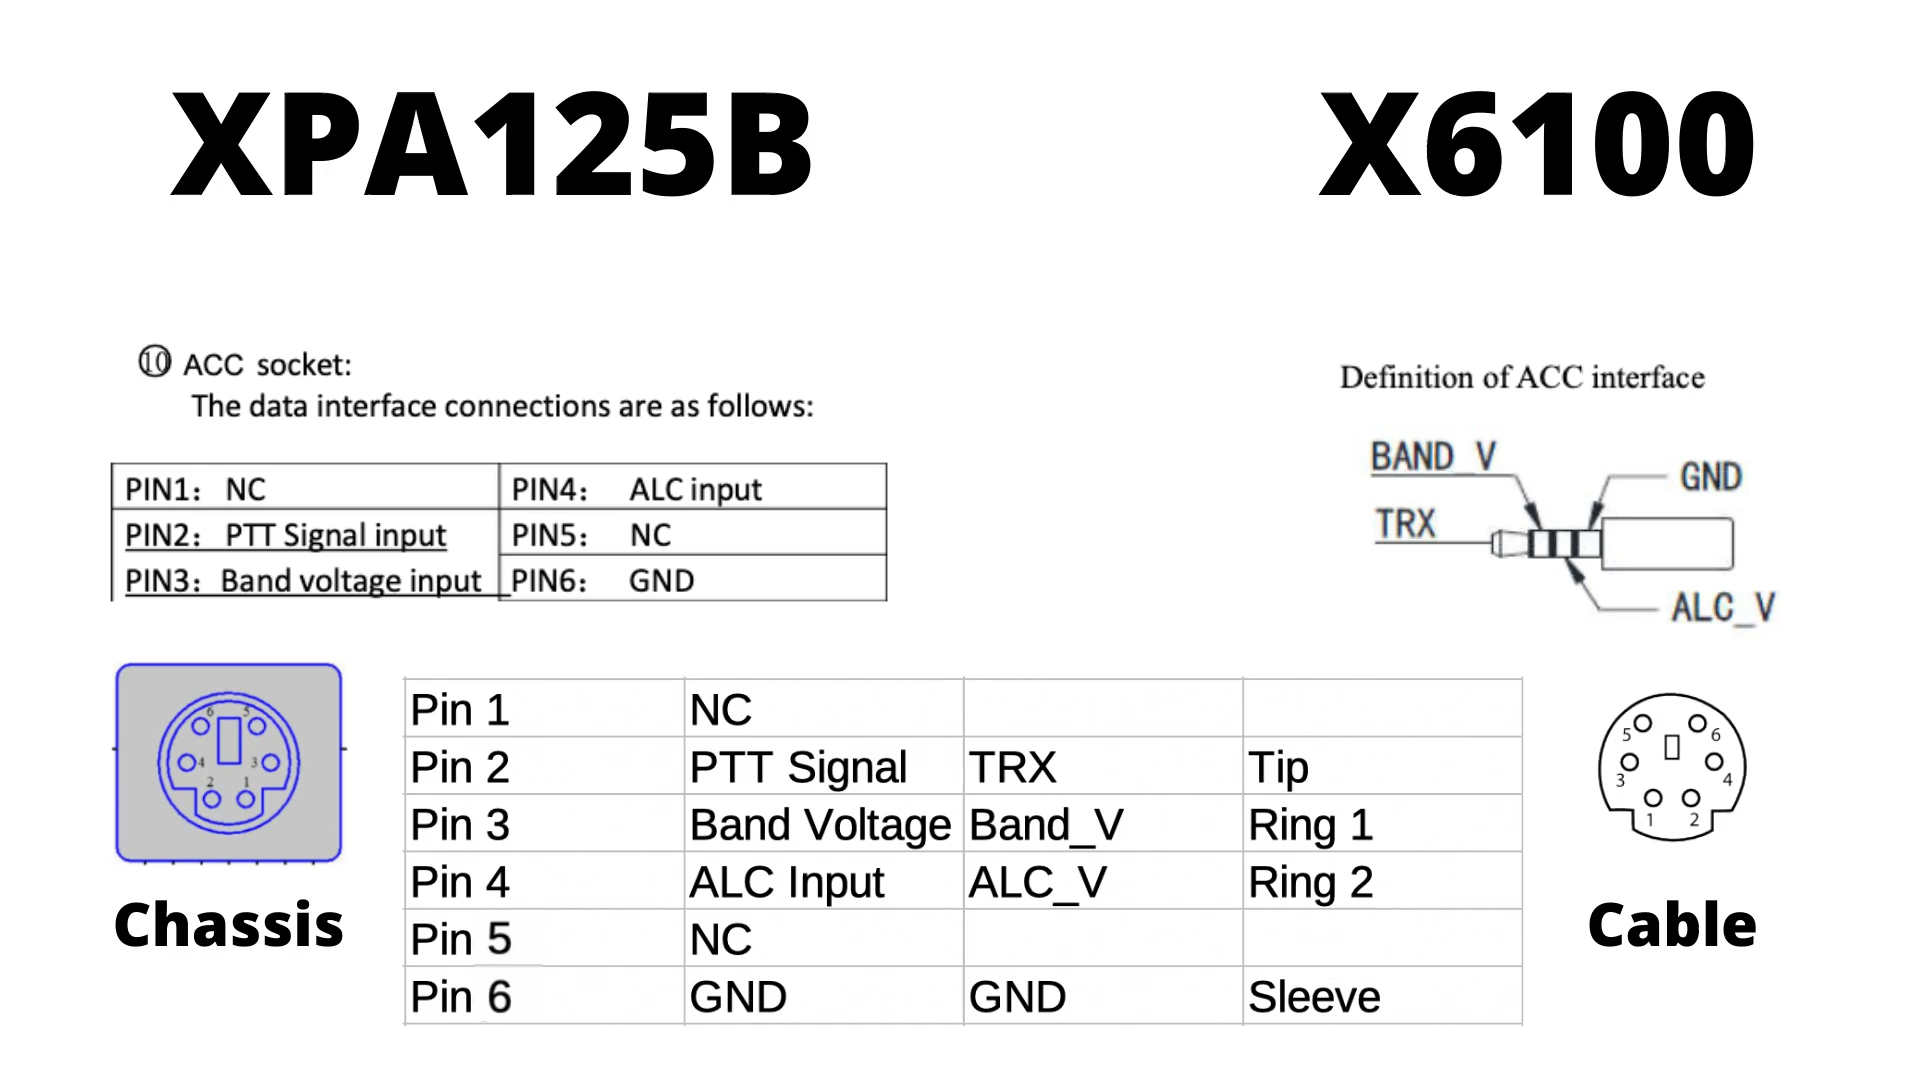 XPA125B
X6100
⑩ ACC socket:
The data interface connections are as follows:
PIN1: NC
PIN4: ALC input
PIN2: PTT Signal input
PIN5: NC
PIN3: Band voltage input
PIN6: GND
Definition of ACC interface
BAND_V
GND
TRX
ALC_V
6 5
4 3
2 1
Chassis
Pin 1 NC
Pin 2 PTT Signal TRX Tip
Pin 3 Band Voltage Band_V Ring 1
Pin 4 ALC Input ALC_V Ring 2
Pin 5 NC
Pin 6 GND GND Sleeve
5 6
3 4
1 2
Cable